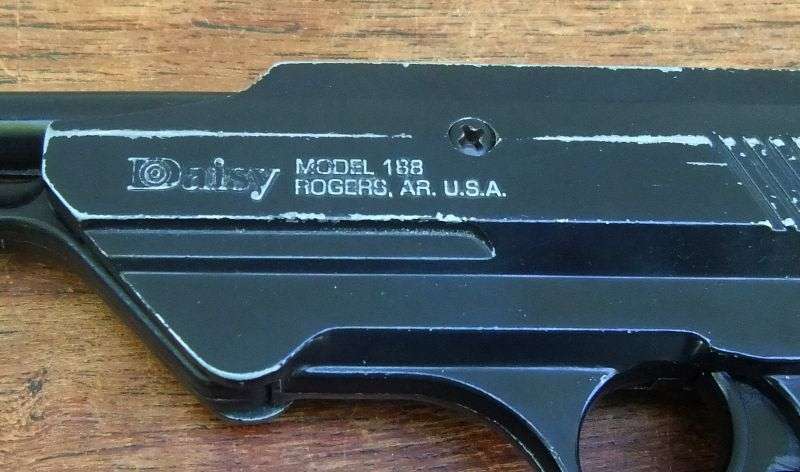 Daisy
MODEL 188
ROGERS, AR. U.S.A.